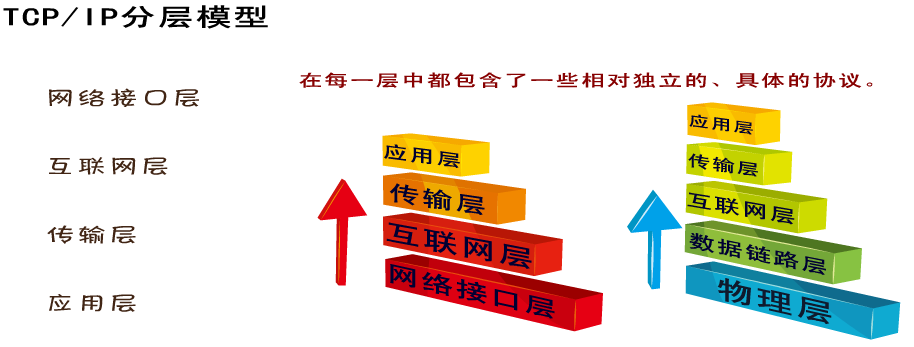 TCP/IP分层模型
网络接口层
互联网层
传输层
应用层
在每一层中都包含了一些相对独立的、具体的协议。
应用层
传输层
互联网层
网络接口层
应用层
传输层
互联网层
数据链路层
物理层